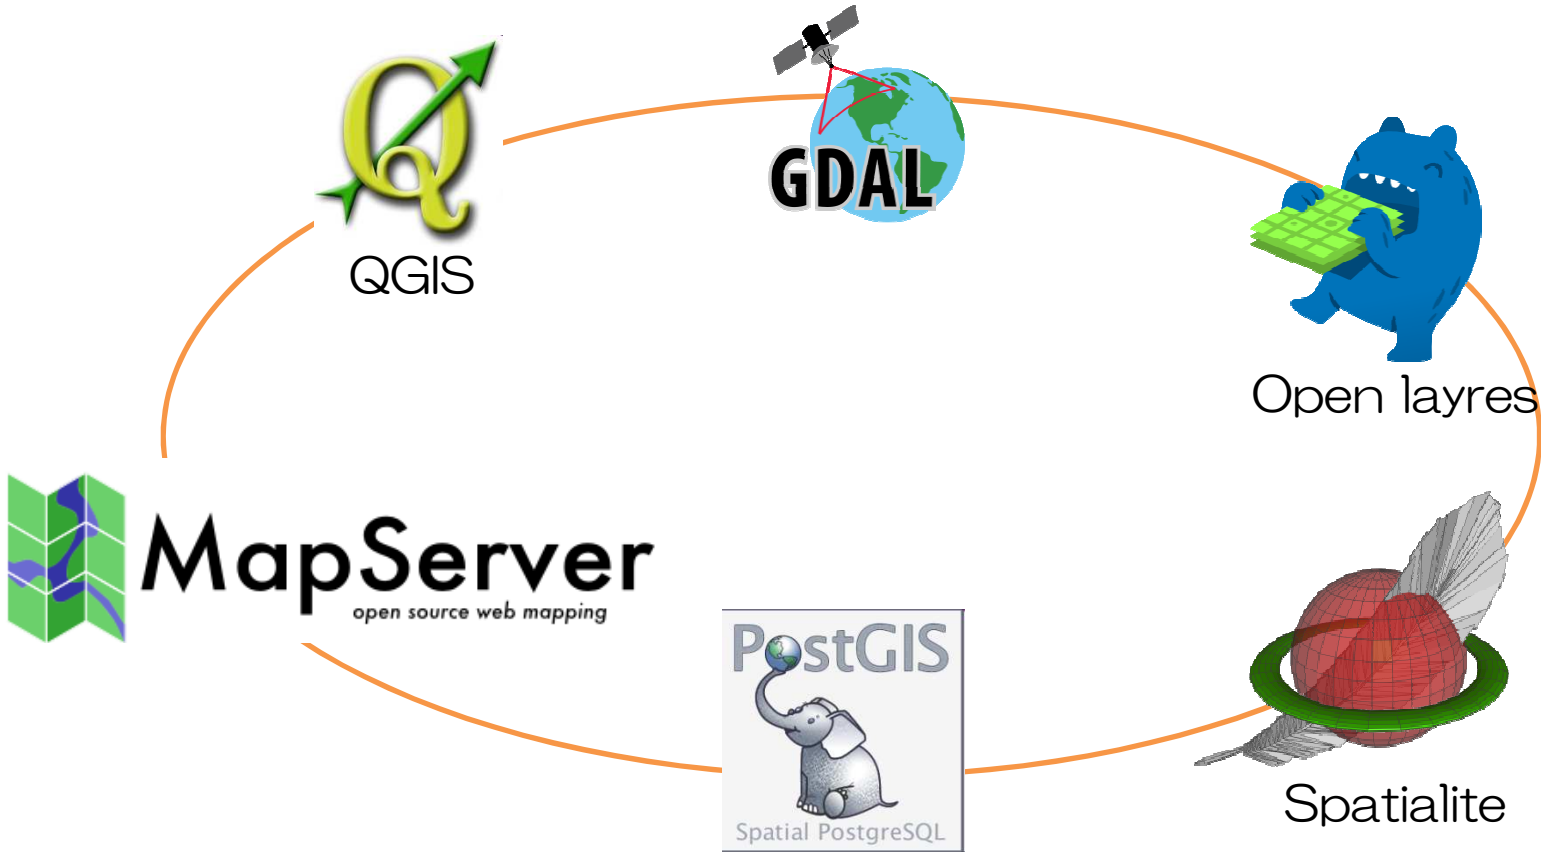 GDAL
QGIS
Open layres
MapServer
open source web mapping
PostGIS
Spatial PostgreSQL
Spatialite